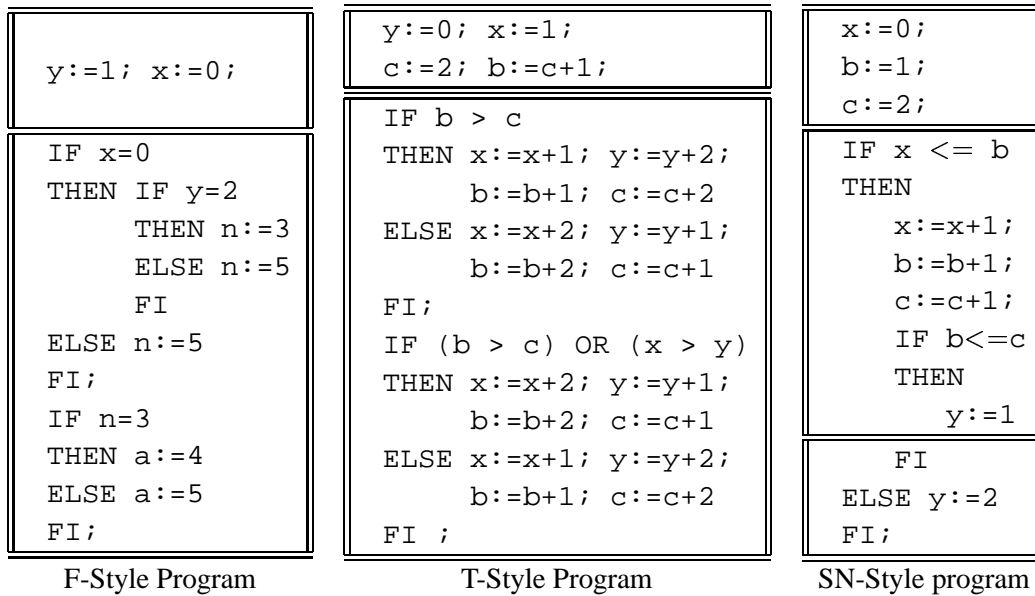 y:=1; x:=0;
IF x=0
THEN IF y=2
THEN n:=3
ELSE n:=5
FI
ELSE n:=5
FI;
IF n=3
THEN a:=4
ELSE a:=5
FI;
F-Style Program
y:=0; x:=1;
c:=2; b:=c+1;
IF b > c
THEN x:=x+1; y:=y+2;
b:=b+1; c:=c+2
ELSE x:=x+2; y:=y+1;
b:=b+2; c:=c+1
FI;
IF (b > c) OR (x > y)
THEN x:=x+2; y:=y+1;
b:=b+2; c:=c+1
ELSE x:=x+1; y:=y+2;
b:=b+1; c:=c+2
FI ;
T-Style Program
x:=0;
b:=1;
c:=2;
IF x <= b
THEN
x:=x+1;
b:=b+1;
c:=c+1;
IF b<=c
THEN
y:=1
FI
ELSE y:=2
FI;
SN-Style program